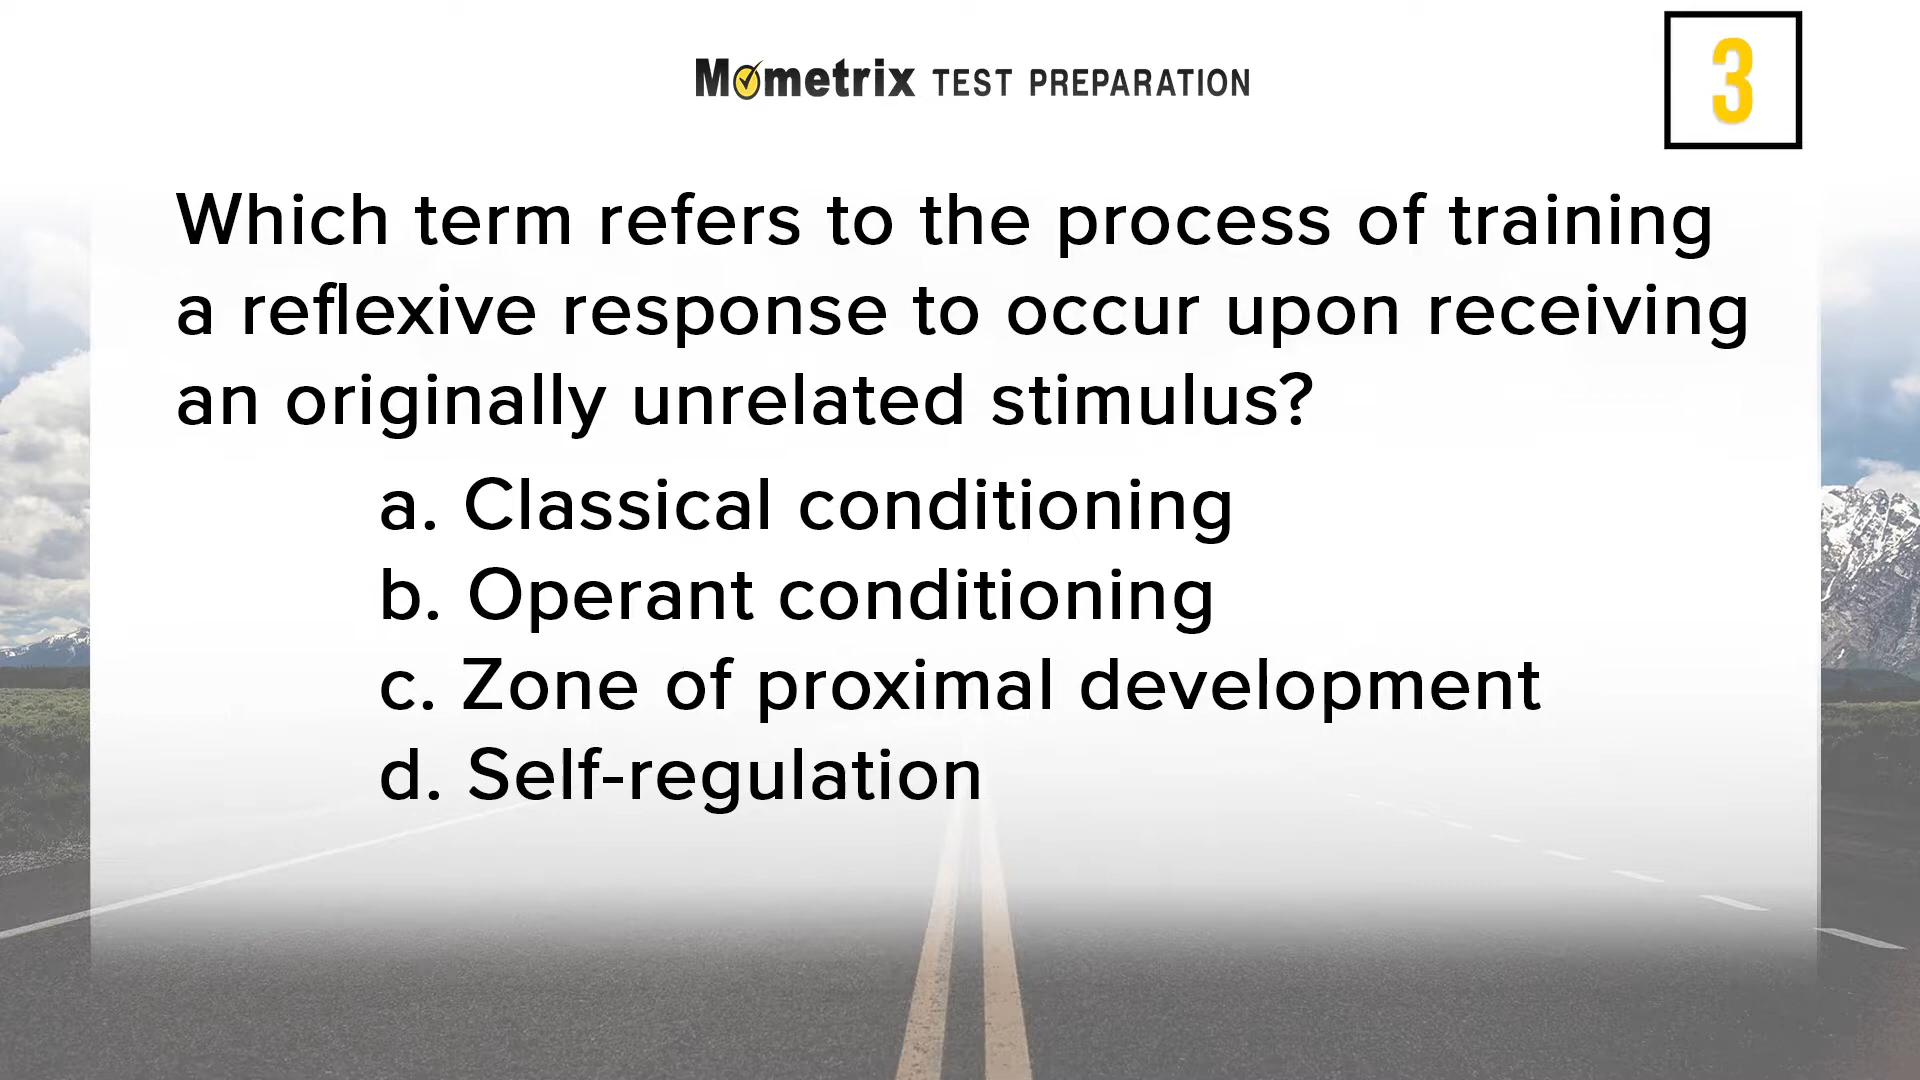 Mometrix TEST PREPARATION
3
Which term refers to the process of training
a reflexive response to occur upon receiving
an originally unrelated stimulus?
a. Classical conditioning
b. Operant conditioning
c. Zone of proximal development
d. Self-regulation